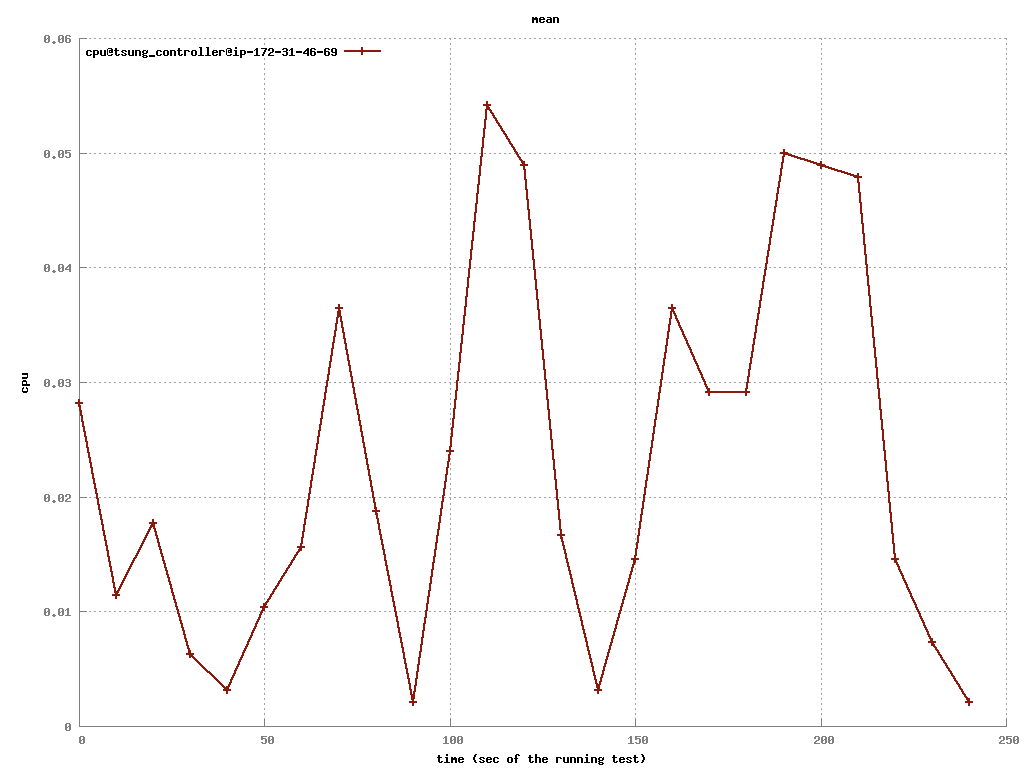 mean
0.06
cpu@tsung_controller@ip-172-31-46-69
0.05
0.04
0.03
cpu
0.02
0.01
0
0 50 100 150 200 250
time (sec of the running test)